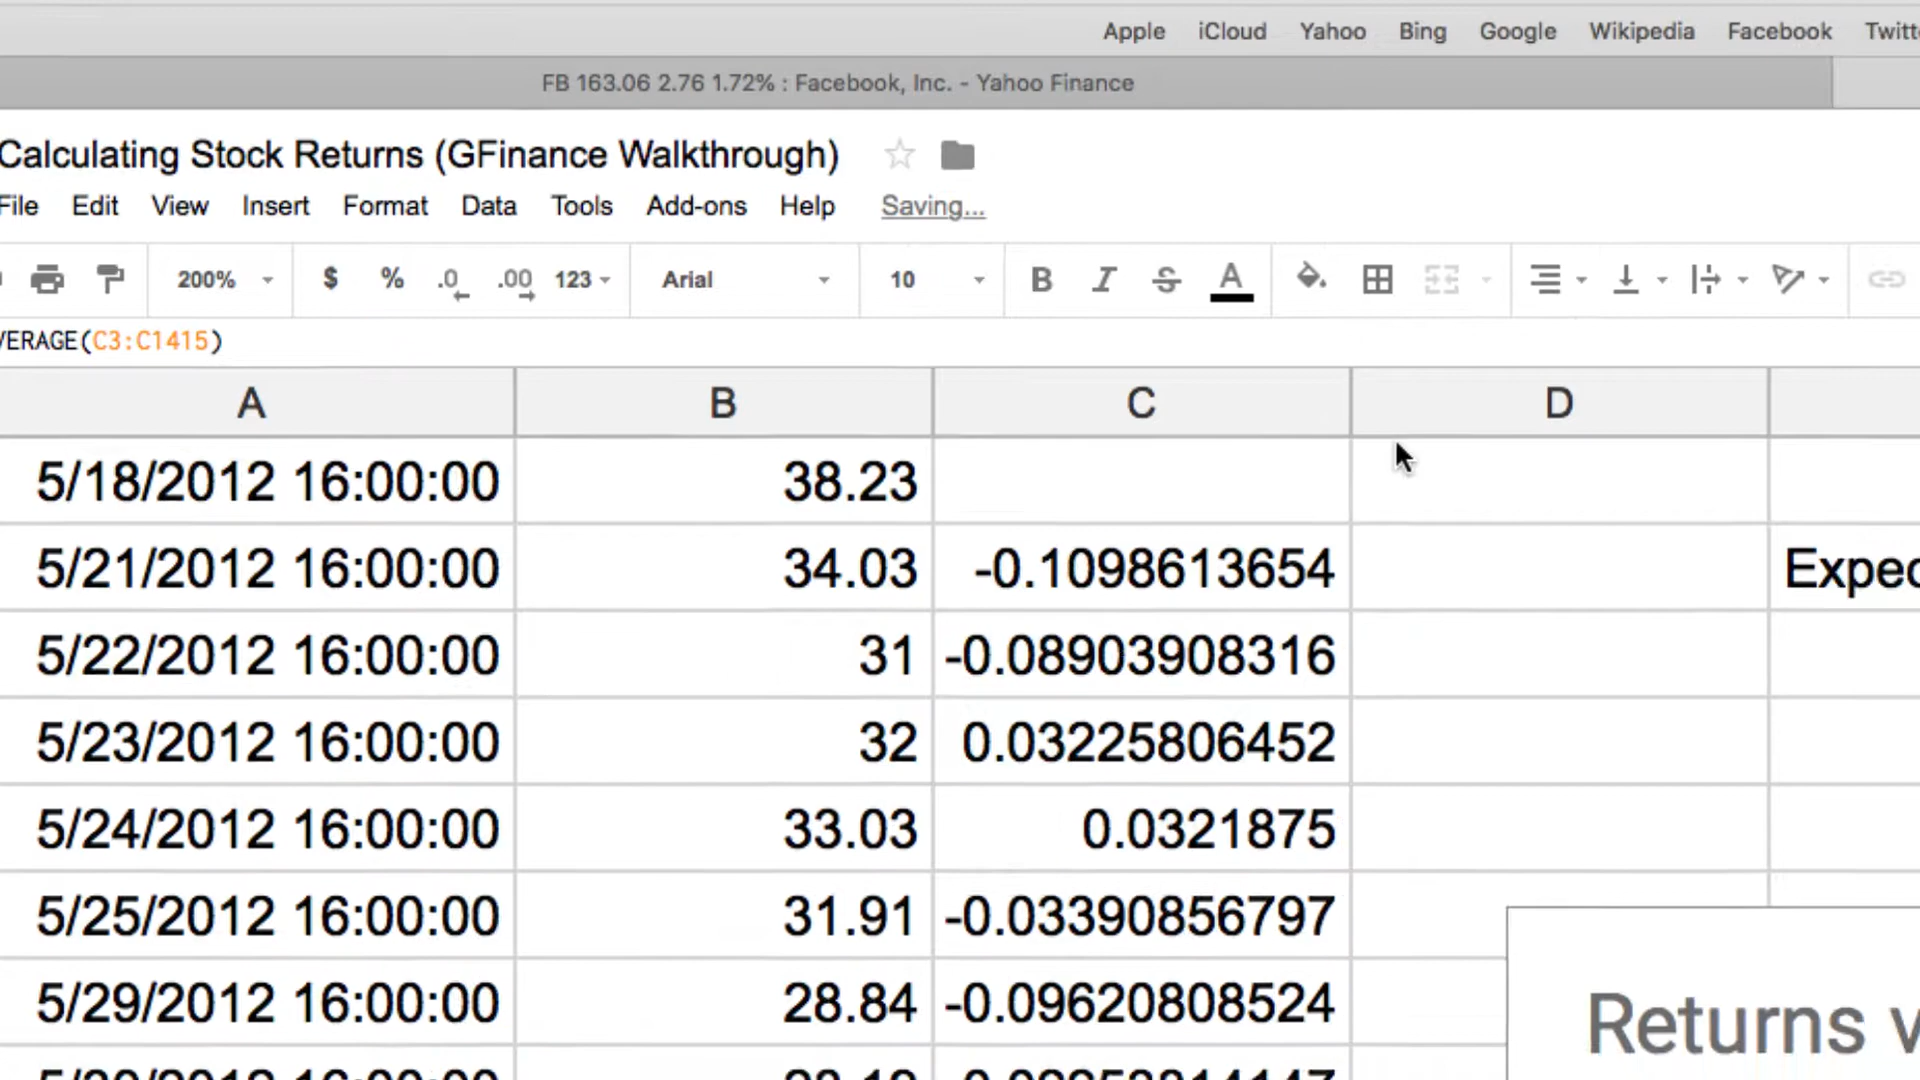 Apple iCloud Yahoo Bing Google Wikipedia Facebook Twitt
FB 163.06 2.76 1.72% : Facebook, Inc. - Yahoo Finance
Calculating Stock Returns (GFinance Walkthrough)
File Edit View Insert Format Data Tools Add-ons Help Saving...
200% $ % .0 .00 123 Arial 10 B I S A
VERAGE(C3:C1415)
A B C D
5/18/2012 16:00:00 38.23
5/21/2012 16:00:00 34.03 -0.1098613654 Expec
5/22/2012 16:00:00 31 -0.08903908316
5/23/2012 16:00:00 32 0.03225806452
5/24/2012 16:00:00 33.03 0.0321875
5/25/2012 16:00:00 31.91 -0.03390856797
5/29/2012 16:00:00 28.84 -0.09620808524
Returns v